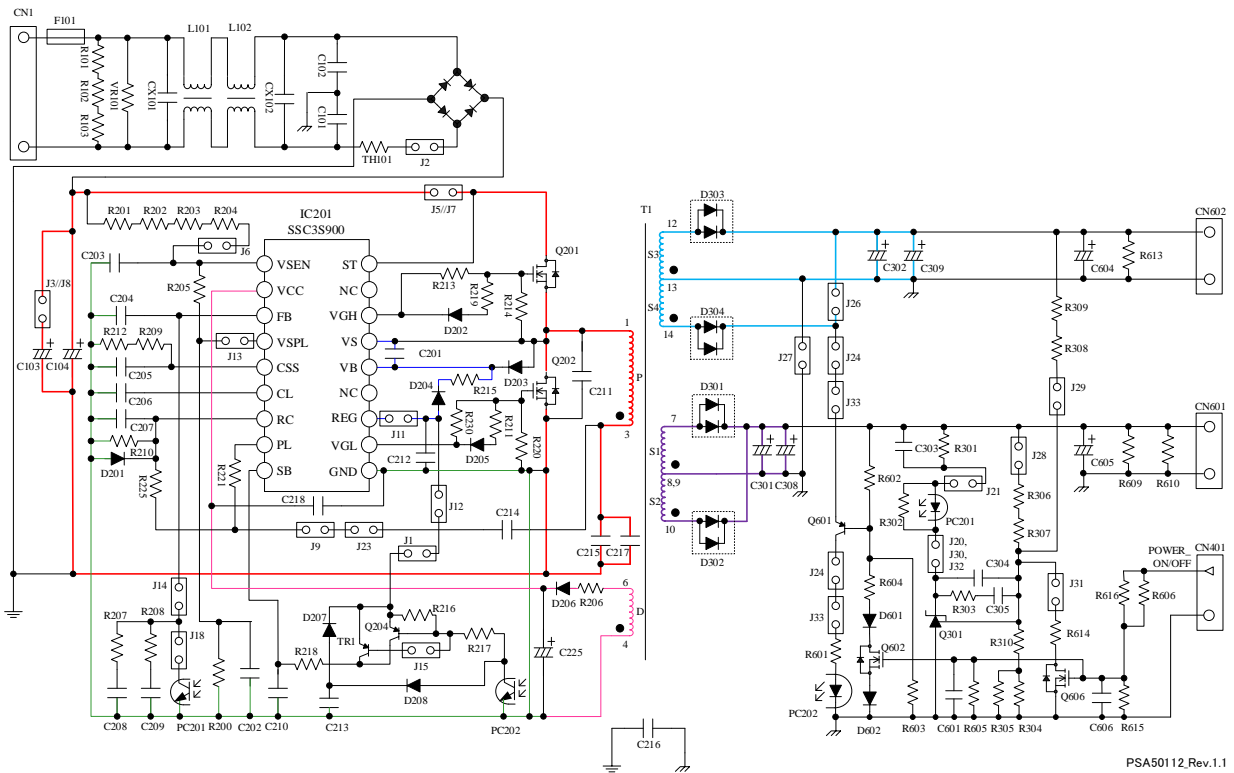 CN1
F101
L101
L102
R101
R102
R103
VR101
CX101
CX102
C102
C101
TH101
J2
J5//J7
R201
R202
R203
R204
IC201
SSC3S900
J6
C203
VSEN
VCC
FB
VSPL
CSS
CL
RC
PL
SB
ST
NC
VGH
VS
VB
NC
REG
VGL
GND
J3//J8
C103
C104
C204
R205
R212
R209
J13
C205
C206
C207
R210
D201
R225
R221
Q201
R213
R219
R214
D202
C201
Q202
D203
D204
R215
C211
J11
R230
R211
R220
D205
C212
C218
J12
J9
J23
C214
J1
C215
C217
T1
1
P
3
6
D
4
12
S3
13
S4
14
7
S1
8,9
S2
10
D303
D304
D301
D302
C302
C309
C604
R613
CN602
J26
J27
J24
J33
R309
R308
J29
C301
C308
R602
C303
R301
J28
C605
R609
R610
CN601
J21
R302
PC201
R306
R307
Q601
J20,
J30,
J32
C304
R303
C305
POWER_
ON/OFF
CN401
J24
J33
R604
D601
Q301
R310
J31
R614
R616
R606
R601
Q602
PC202
D602
R603
C601
R605
R305
R304
Q606
C606
R615
J14
R207
R208
J18
C208
C209
PC201
R200
C202
C210
D207
R218
TR1
Q204
R216
J15
R217
D208
C213
D206
R206
C225
PC202
C216
PSA50112_Rev.1.1